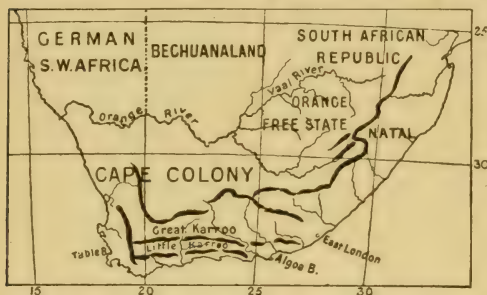 GERMAN
S.W. AFRICA
BECHUANALAND
SOUTH AFRICAN
REPUBLIC
25
Vaal River
ORANGE
FREE STATE
Orange River
NATAL
30
CAPE COLONY
Great Karroo
Little Karroo
Table B.
Algoa B.
East London
15
20
25
30